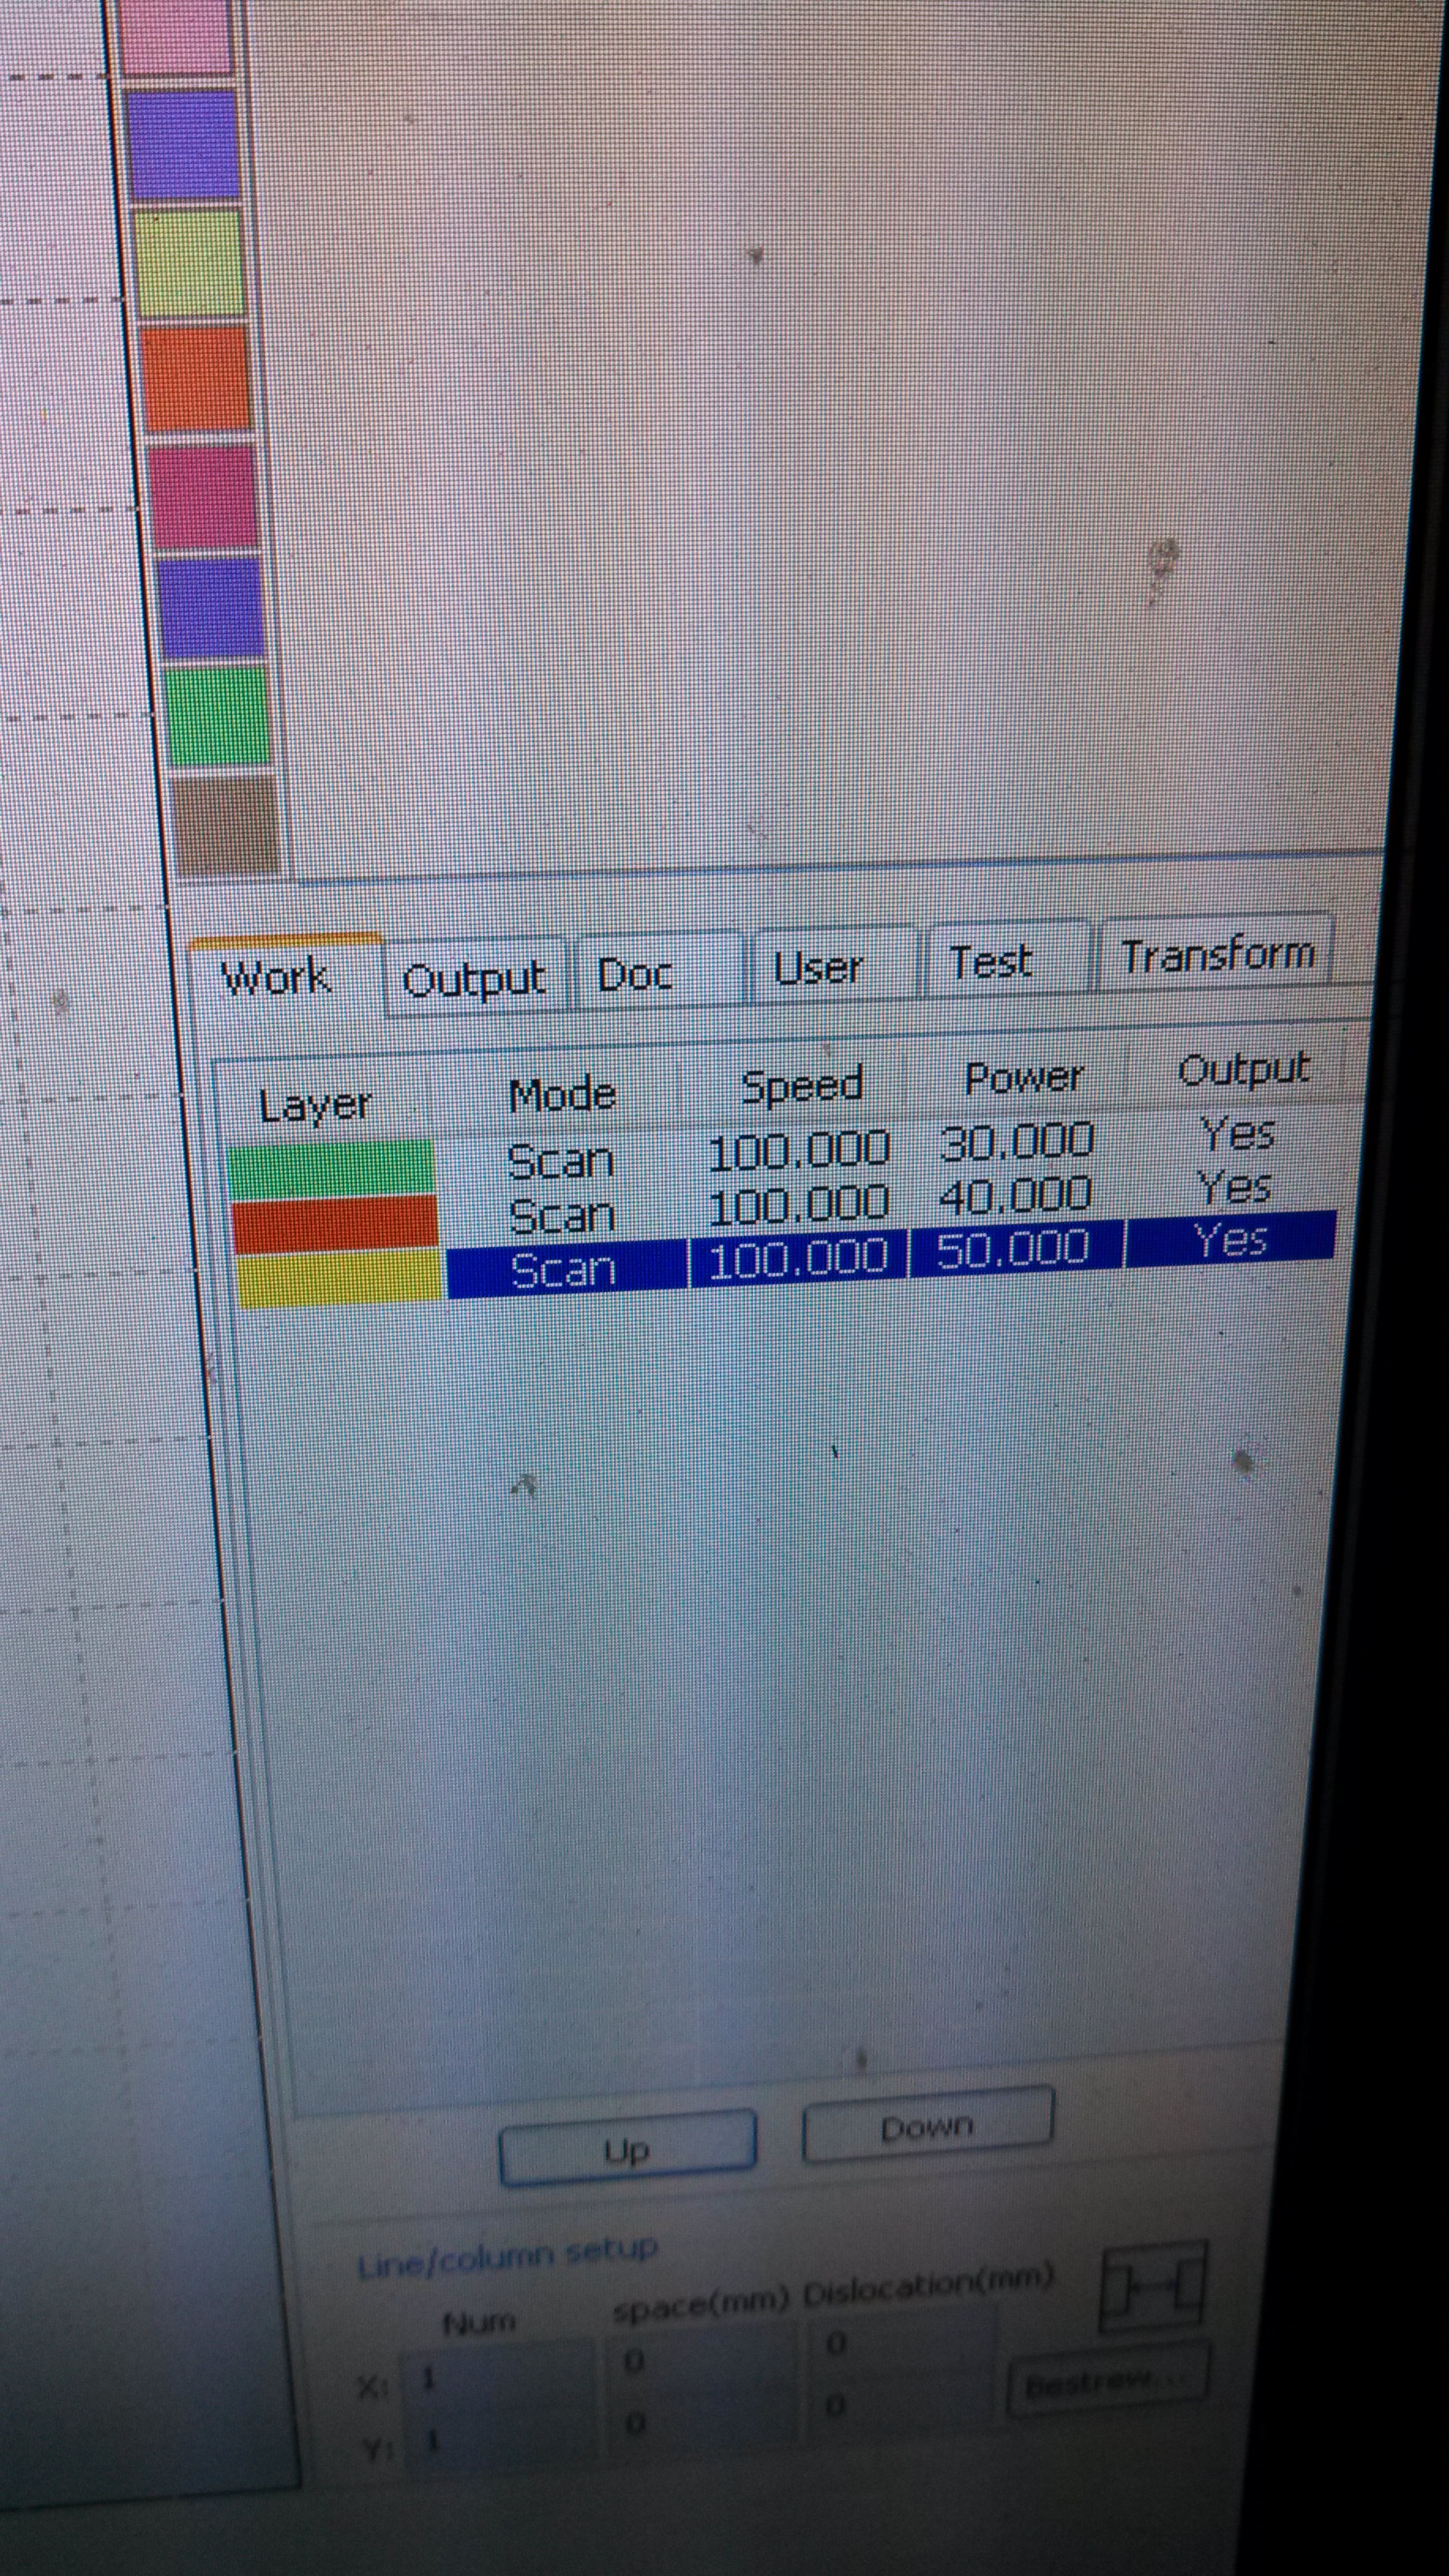 Work Output Doc User Test Transform
Layer Mode Speed Power Output
Scan 100.000 30.000 Yes
Scan 100.000 40.000 Yes
Scan 100.000 50.000 Yes
Up Down
Line/column setup
Num space(mm) Dislocation(mm)
X: 1 0 0
Bestrew...
Y: 1 0 0